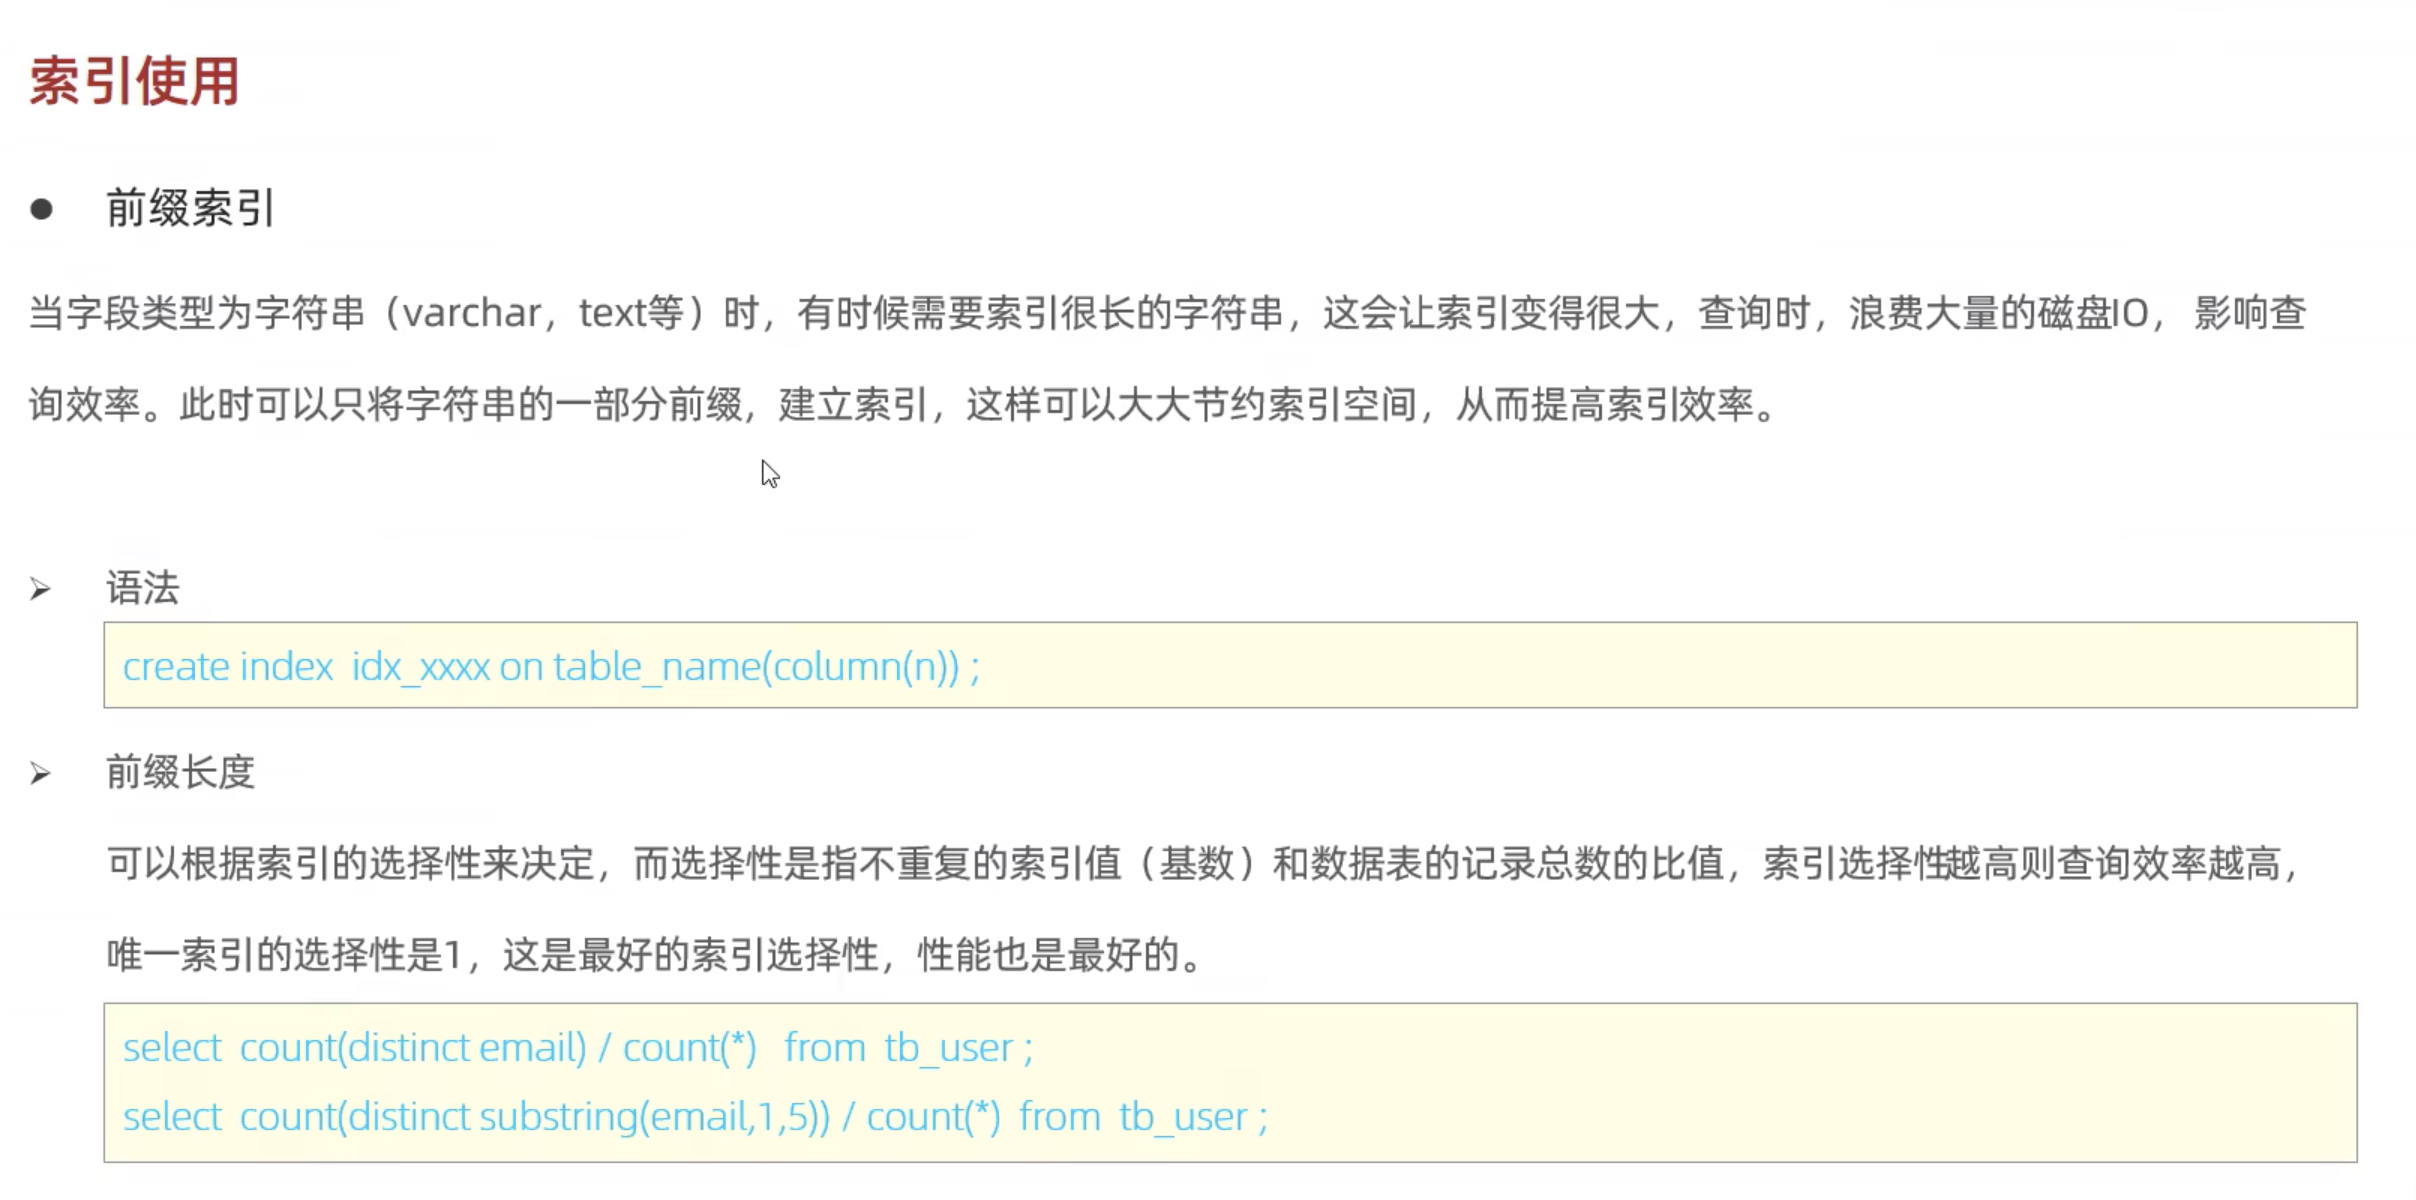 索引使用
● 前缀索引
当字段类型为字符串（varchar，text等）时，有时候需要索引很长的字符串，这会让索引变得很大，查询时，浪费大量的磁盘IO， 影响查
询效率。此时可以只将字符串的一部分前缀，建立索引，这样可以大大节约索引空间，从而提高索引效率。
➢ 语法
create index  idx_xxxx on table_name(column(n)) ;
➢ 前缀长度
可以根据索引的选择性来决定，而选择性是指不重复的索引值（基数）和数据表的记录总数的比值，索引选择性越高则查询效率越高，
唯一索引的选择性是1，这是最好的索引选择性，性能也是最好的。
select  count(distinct email) / count(*)   from  tb_user ;
select  count(distinct substring(email,1,5)) / count(*)  from  tb_user ;